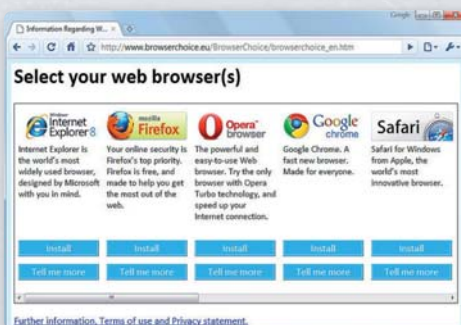 Google
Information Regarding W...
http://www.browserchoice.eu/BrowserChoice/browserchoice_en.htm
Select your web browser(s)
Windows
Internet
Explorer 8
Internet Explorer is
the world's most
widely used browser,
designed by Microsoft
with you in mind.
Install
Tell me more
mozilla
Firefox
Your online security is
Firefox's top priority.
Firefox is free, and
made to help you get
the most out of the
web.
Install
Tell me more
Opera
browser
The powerful and
easy-to-use Web
browser. Try the only
browser with Opera
Turbo technology, and
speed up your
Internet connection.
Install
Tell me more
Google
chrome
Google Chrome. A
fast new browser.
Made for everyone.
Install
Tell me more
Safari
Safari for Windows
from Apple, the
world's most
innovative browser.
Install
Tell me more
Further information, Terms of use and Privacy statement.